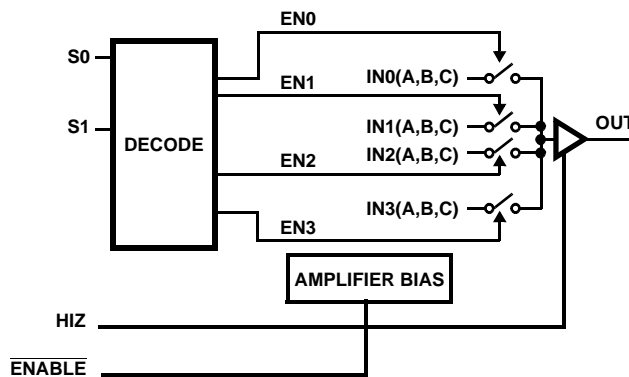 EN0
S0
IN0(A,B,C)
EN1
S1
IN1(A,B,C)
OUT
DECODE
IN2(A,B,C)
EN2
IN3(A,B,C)
EN3
AMPLIFIER BIAS
HIZ
ENABLE